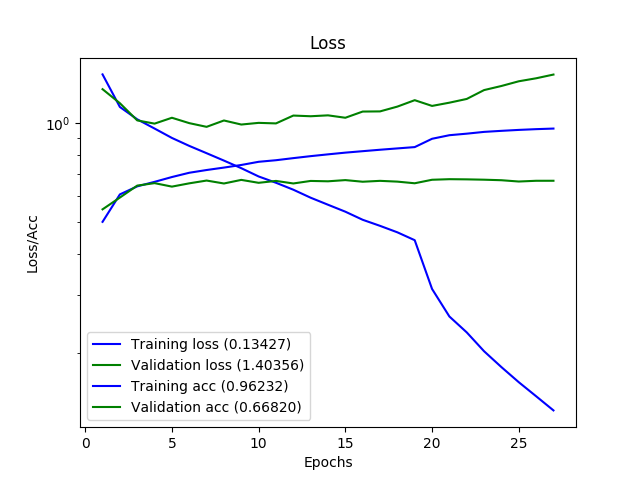 Loss
10⁰
Loss/Acc
Training loss (0.13427)
Validation loss (1.40356)
Training acc (0.96232)
Validation acc (0.66820)
0 5 10 15 20 25
Epochs